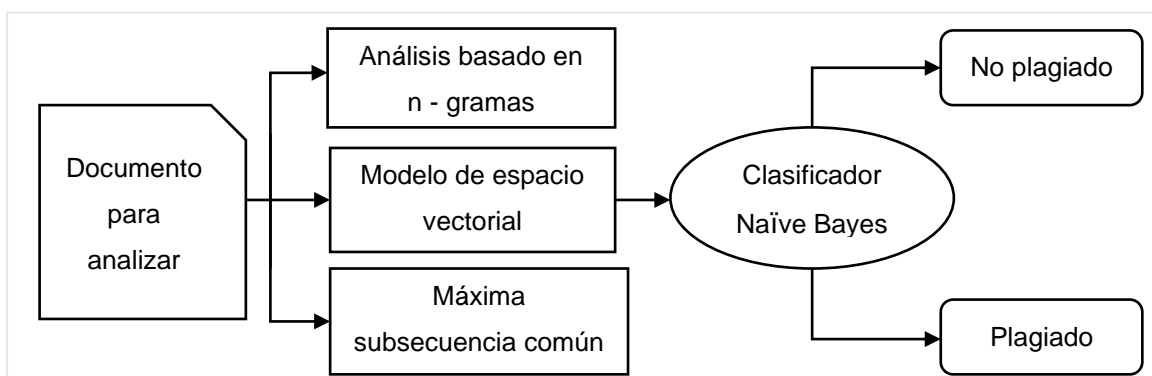 Documento
para
analizar
Análisis basado en
n - gramas
Modelo de espacio
vectorial
Máxima
subsecuencia común
Clasificador
Naïve Bayes
No plagiado
Plagiado